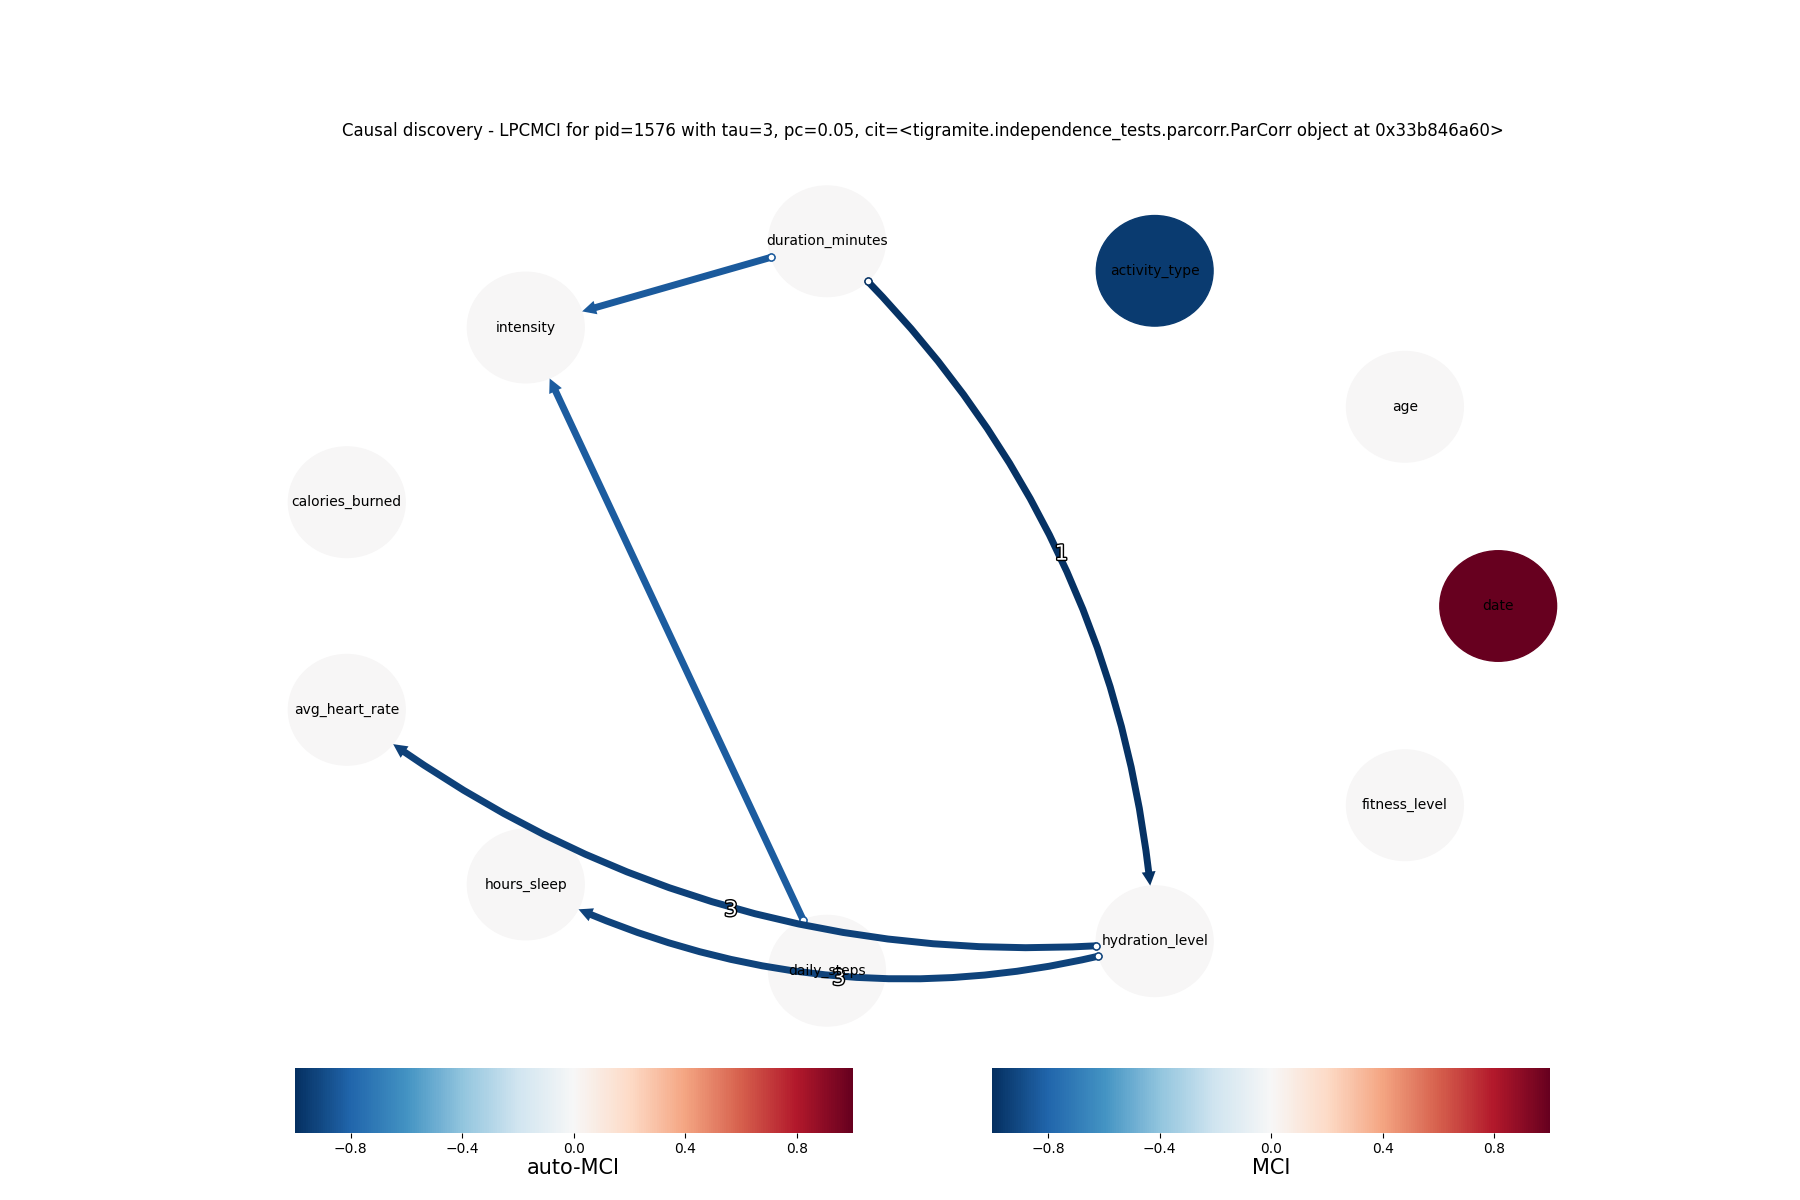 Causal discovery - LPCMCI for pid=1576 with tau=3, pc=0.05, cit=<tigramite.independence_tests.parcorr.ParCorr object at 0x33b846a60>
duration_minutes
activity_type
intensity
age
calories_burned
1
date
avg_heart_rate
fitness_level
hours_sleep
3
hydration_level
daily_steps
3
−0.8 −0.4 0.0 0.4 0.8
auto-MCI
−0.8 −0.4 0.0 0.4 0.8
MCI